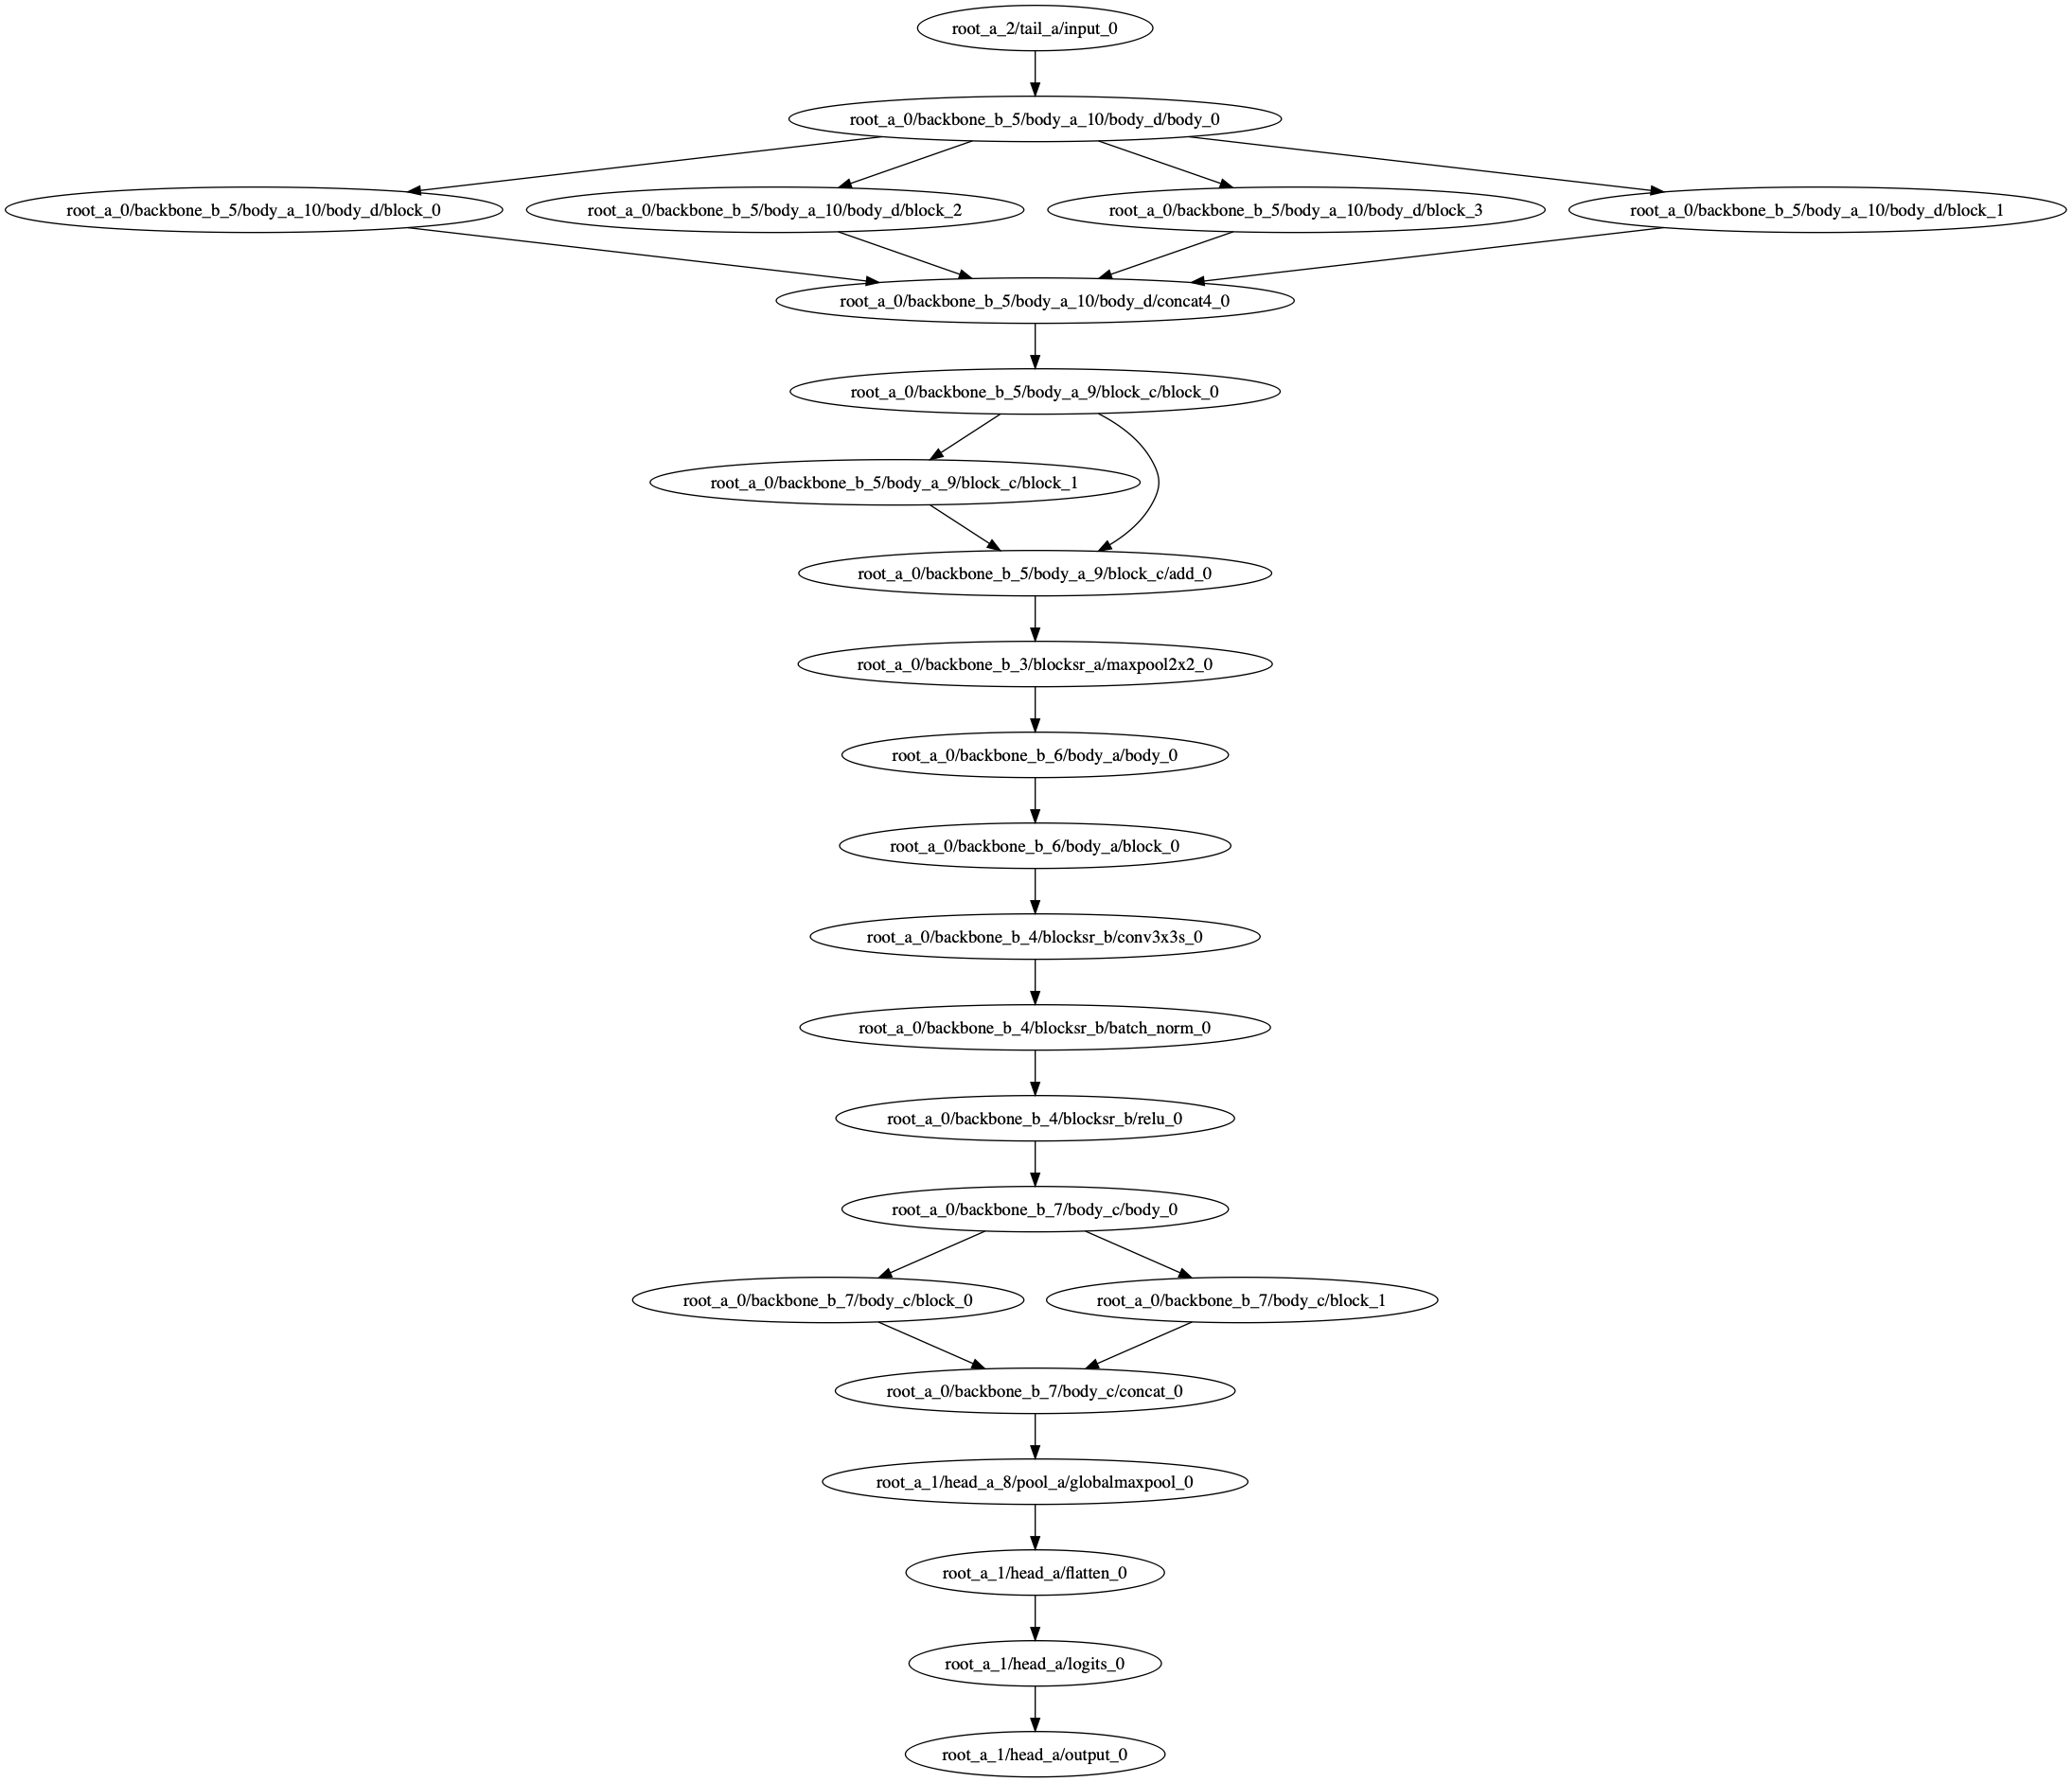 root_a_2/tail_a/input_0
root_a_0/backbone_b_5/body_a_10/body_d/body_0
root_a_0/backbone_b_5/body_a_10/body_d/block_0
root_a_0/backbone_b_5/body_a_10/body_d/block_2
root_a_0/backbone_b_5/body_a_10/body_d/block_3
root_a_0/backbone_b_5/body_a_10/body_d/block_1
root_a_0/backbone_b_5/body_a_10/body_d/concat4_0
root_a_0/backbone_b_5/body_a_9/block_c/block_0
root_a_0/backbone_b_5/body_a_9/block_c/block_1
root_a_0/backbone_b_5/body_a_9/block_c/add_0
root_a_0/backbone_b_3/blocksr_a/maxpool2x2_0
root_a_0/backbone_b_6/body_a/body_0
root_a_0/backbone_b_6/body_a/block_0
root_a_0/backbone_b_4/blocksr_b/conv3x3s_0
root_a_0/backbone_b_4/blocksr_b/batch_norm_0
root_a_0/backbone_b_4/blocksr_b/relu_0
root_a_0/backbone_b_7/body_c/body_0
root_a_0/backbone_b_7/body_c/block_0
root_a_0/backbone_b_7/body_c/block_1
root_a_0/backbone_b_7/body_c/concat_0
root_a_1/head_a_8/pool_a/globalmaxpool_0
root_a_1/head_a/flatten_0
root_a_1/head_a/logits_0
root_a_1/head_a/output_0